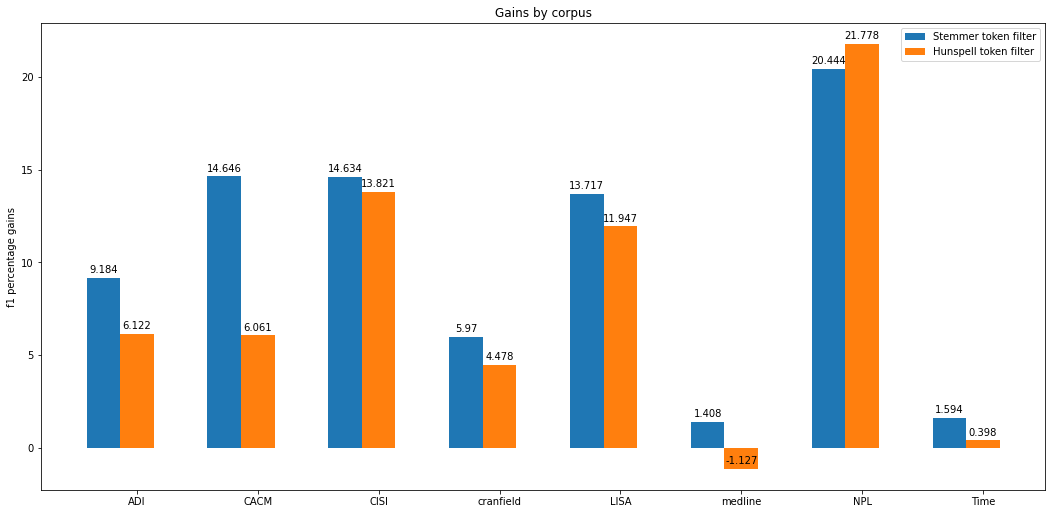 Gains by corpus
Stemmer token filter
Hunspell token filter
f1 percentage gains
20
15
10
5
0
9.184
6.122
14.646
6.061
14.634
13.821
5.97
4.478
13.717
11.947
1.408
-1.127
20.444
21.778
1.594
0.398
ADI
CACM
CISI
cranfield
LISA
medline
NPL
Time